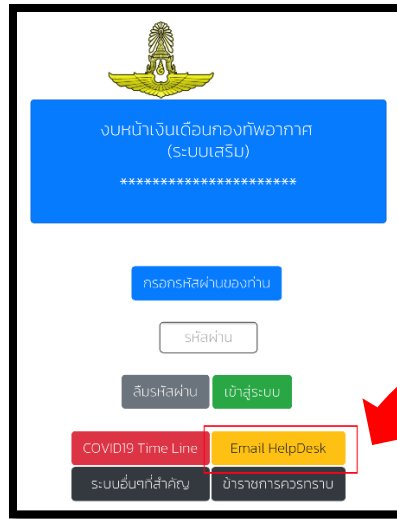 งบหน้าเงินเดือนกองทัพอากาศ
(ระบบเสริม)
**********************
กรอกรหัสผ่านของท่าน
รหัสผ่าน
ลืมรหัสผ่าน เข้าสู่ระบบ
COVID19 Time Line Email HelpDesk
ระบบอื่นๆที่สำคัญ ข้าราชการควรทราบ